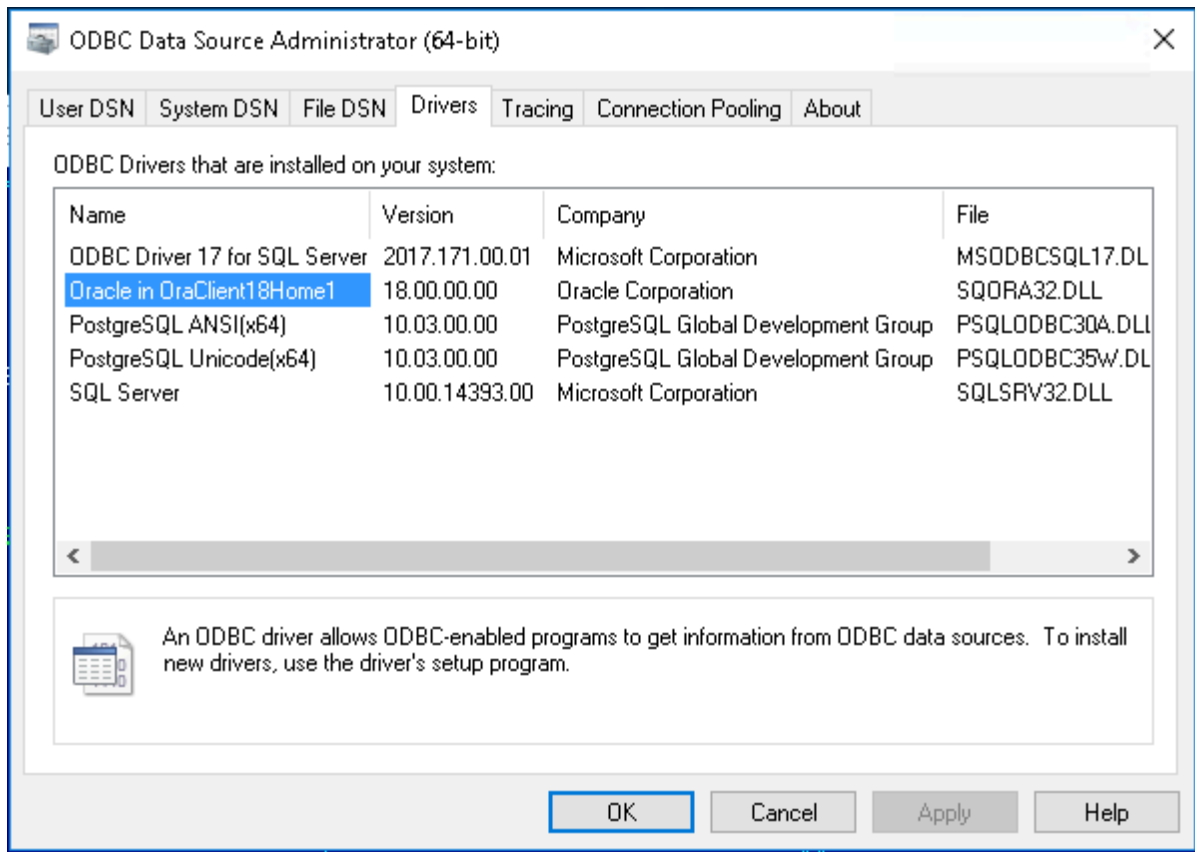 ODBC Data Source Administrator (64-bit)
User DSN System DSN File DSN Drivers Tracing Connection Pooling About
ODBC Drivers that are installed on your system:
Name Version Company File
ODBC Driver 17 for SQL Server 2017.171.00.01 Microsoft Corporation MSODBCSQL17.DL
Oracle in OraClient18Home1 18.00.00.00 Oracle Corporation SQORA32.DLL
PostgreSQL ANSI(x64) 10.03.00.00 PostgreSQL Global Development Group PSQLODBC30A.DLL
PostgreSQL Unicode(x64) 10.03.00.00 PostgreSQL Global Development Group PSQLODBC35W.DL
SQL Server 10.00.14393.00 Microsoft Corporation SQLSRV32.DLL
An ODBC driver allows ODBC-enabled programs to get information from ODBC data sources. To install
new drivers, use the driver's setup program.
OK Cancel Apply Help